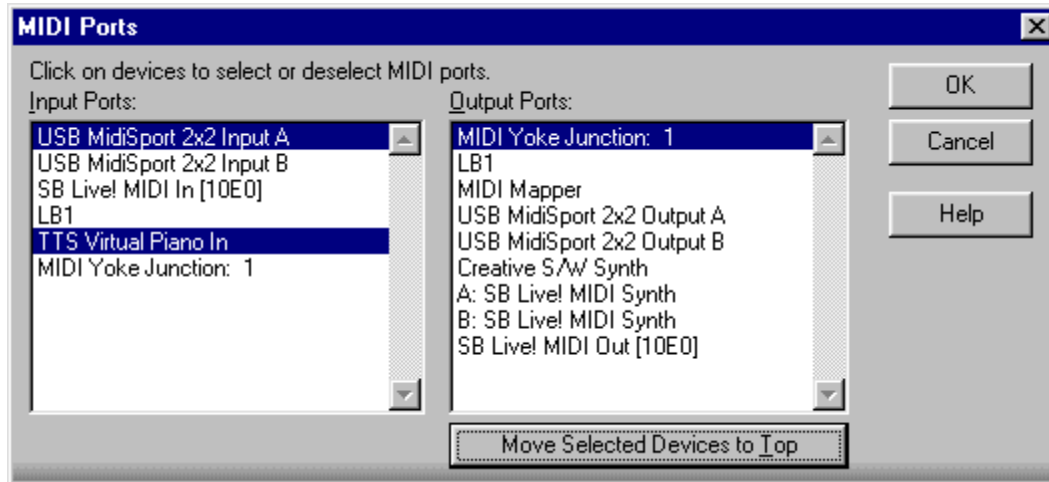 MIDI Ports
Click on devices to select or deselect MIDI ports.
Input Ports:
USB MidiSport 2x2 Input A
USB MidiSport 2x2 Input B
SB Live! MIDI In [10E0]
LB1
TTS Virtual Piano In
MIDI Yoke Junction:  1
Output Ports:
MIDI Yoke Junction:  1
LB1
MIDI Mapper
USB MidiSport 2x2 Output A
USB MidiSport 2x2 Output B
Creative S/W Synth
A: SB Live! MIDI Synth
B: SB Live! MIDI Synth
SB Live! MIDI Out [10E0]
Move Selected Devices to Top
OK
Cancel
Help